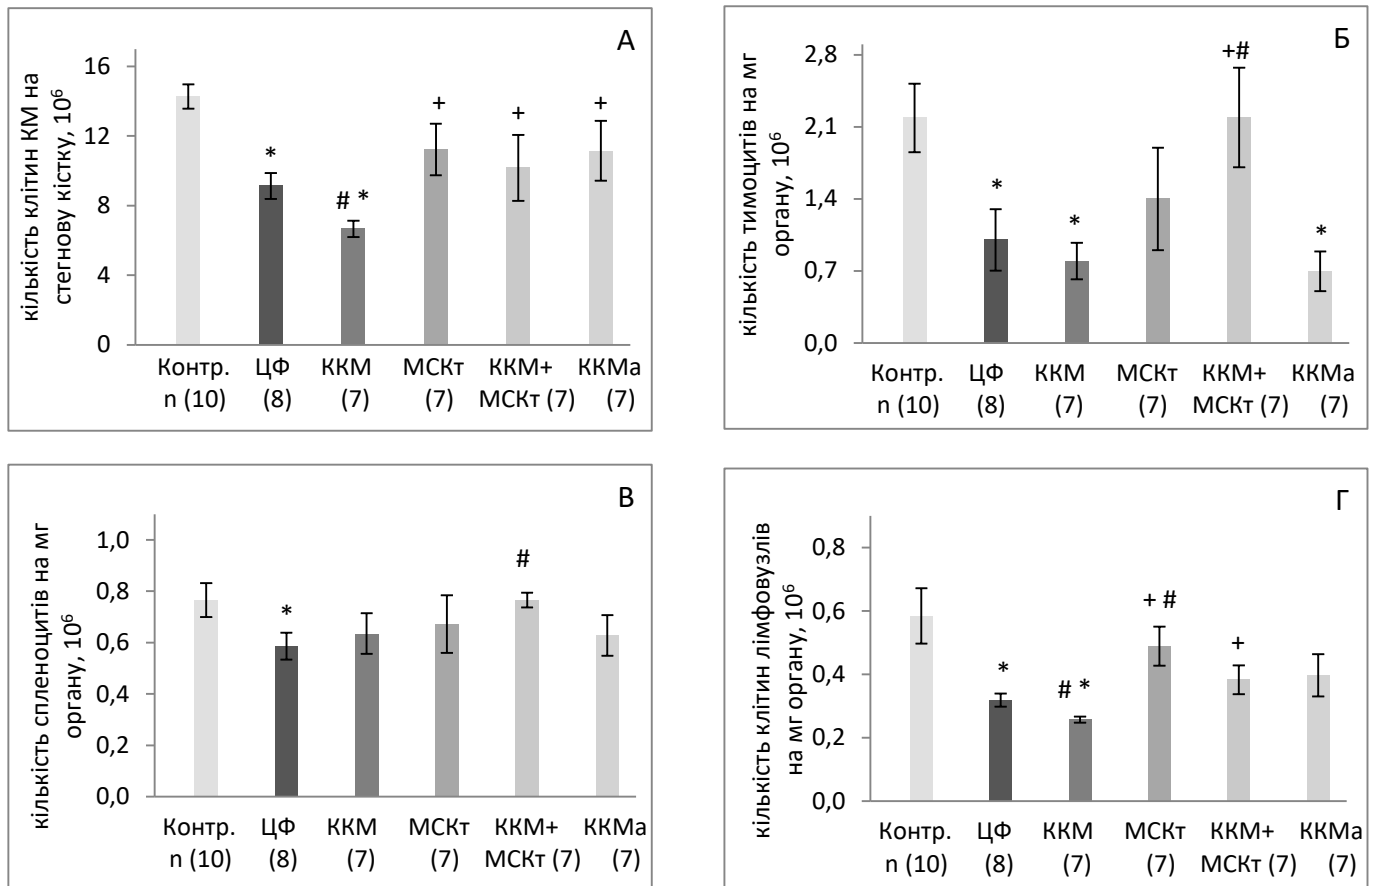 А
кількість клітин КМ на
стегнову кістку, 10⁶
16
12
8
4
0
*
# *
+
+
+
Контр. ЦФ ККМ МСКт ККМ+ ККМа
n (10) (8) (7) (7) МСКт (7) (7)
Б
кількість тимоцитів на мг
органу, 10⁶
2,8
2,1
1,4
0,7
0,0
*
*
+#
*
Контр. ЦФ ККМ МСКт ККМ+ ККМа
n (10) (8) (7) (7) МСКт (7) (7)
В
кількість спленоцитів на мг
органу, 10⁶
1,0
0,8
0,6
0,4
0,2
0,0
*
#
Контр. ЦФ ККМ МСКт ККМ+ ККМа
n (10) (8) (7) (7) МСКт (7) (7)
Г
кількість клітин лімфовузлів
на мг органу, 10⁶
0,8
0,6
0,4
0,2
0,0
*
# *
+ #
+
Контр. ЦФ ККМ МСКт ККМ+ ККМа
n (10) (8) (7) (7) МСКт (7) (7)